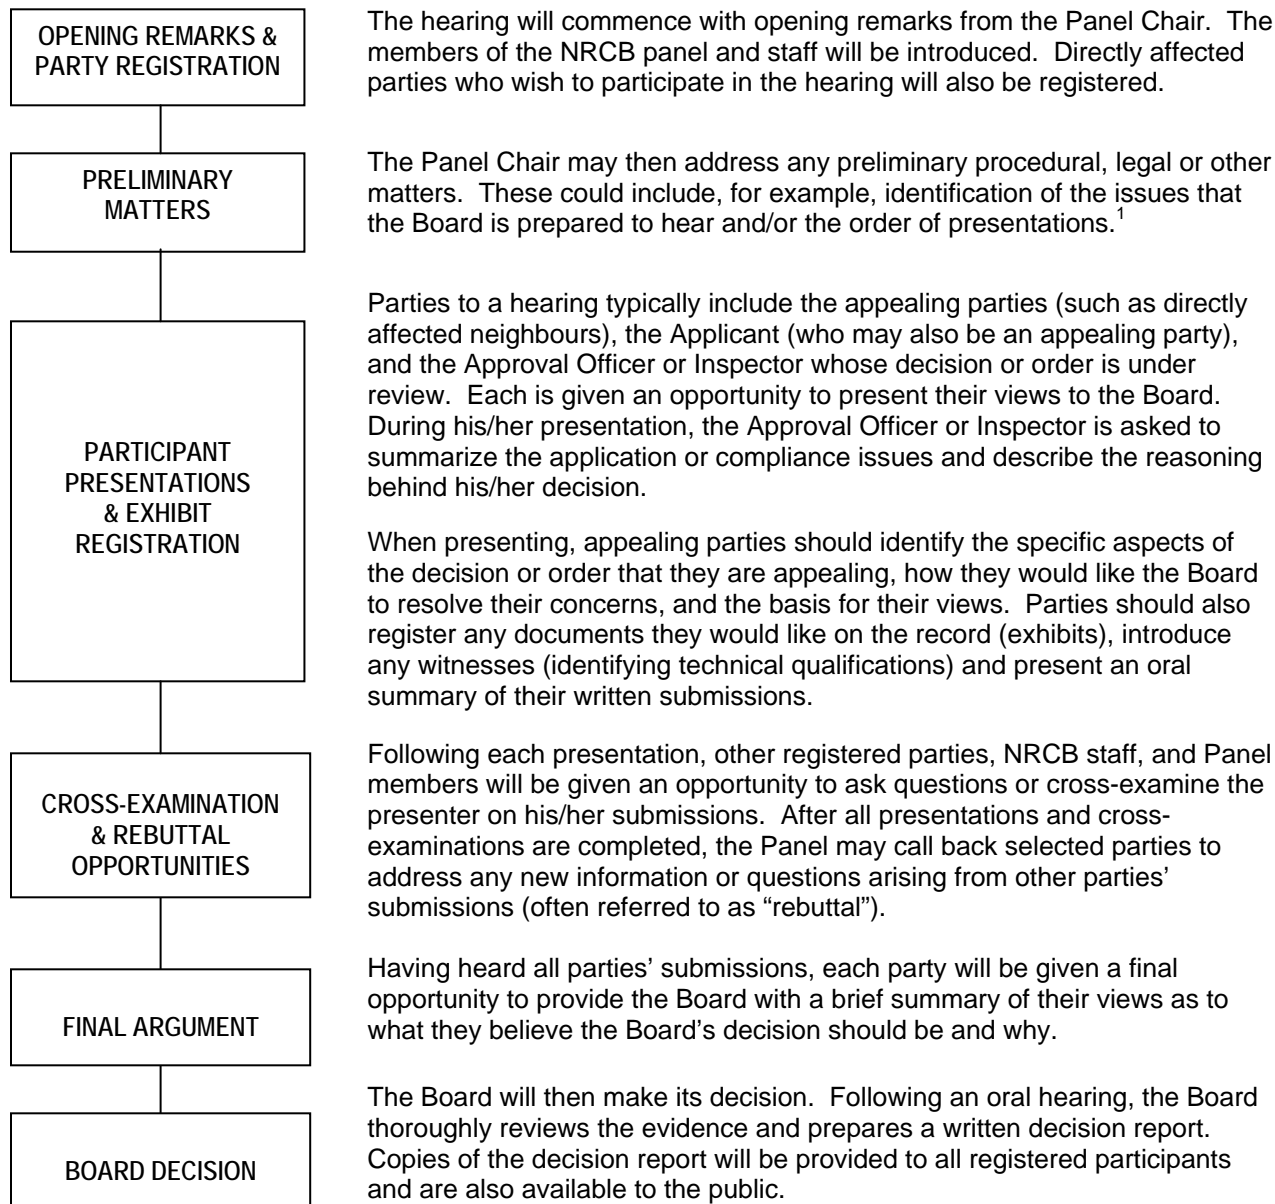 OPENING REMARKS &
PARTY REGISTRATION
The hearing will commence with opening remarks from the Panel Chair.  The
members of the NRCB panel and staff will be introduced.  Directly affected
parties who wish to participate in the hearing will also be registered.
PRELIMINARY
MATTERS
The Panel Chair may then address any preliminary procedural, legal or other
matters.  These could include, for example, identification of the issues that
the Board is prepared to hear and/or the order of presentations.1
PARTICIPANT
PRESENTATIONS
& EXHIBIT
REGISTRATION
Parties to a hearing typically include the appealing parties (such as directly
affected neighbours), the Applicant (who may also be an appealing party),
and the Approval Officer or Inspector whose decision or order is under
review.  Each is given an opportunity to present their views to the Board.
During his/her presentation, the Approval Officer or Inspector is asked to
summarize the application or compliance issues and describe the reasoning
behind his/her decision.
When presenting, appealing parties should identify the specific aspects of
the decision or order that they are appealing, how they would like the Board
to resolve their concerns, and the basis for their views.  Parties should also
register any documents they would like on the record (exhibits), introduce
any witnesses (identifying technical qualifications) and present an oral
summary of their written submissions.
CROSS-EXAMINATION
& REBUTTAL
OPPORTUNITIES
Following each presentation, other registered parties, NRCB staff, and Panel
members will be given an opportunity to ask questions or cross-examine the
presenter on his/her submissions.  After all presentations and cross-
examinations are completed, the Panel may call back selected parties to
address any new information or questions arising from other parties'
submissions (often referred to as “rebuttal”).
FINAL ARGUMENT
Having heard all parties' submissions, each party will be given a final
opportunity to provide the Board with a brief summary of their views as to
what they believe the Board's decision should be and why.
BOARD DECISION
The Board will then make its decision.  Following an oral hearing, the Board
thoroughly reviews the evidence and prepares a written decision report.
Copies of the decision report will be provided to all registered participants
and are also available to the public.